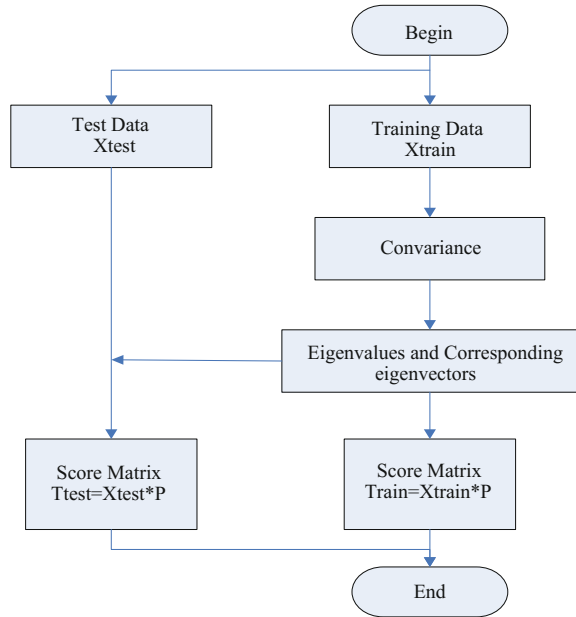 Begin
Test Data
Xtest
Training Data
Xtrain
Convariance
Eigenvalues and Corresponding
eigenvectors
Score Matrix
Ttest=Xtest*P
Score Matrix
Train=Xtrain*P
End